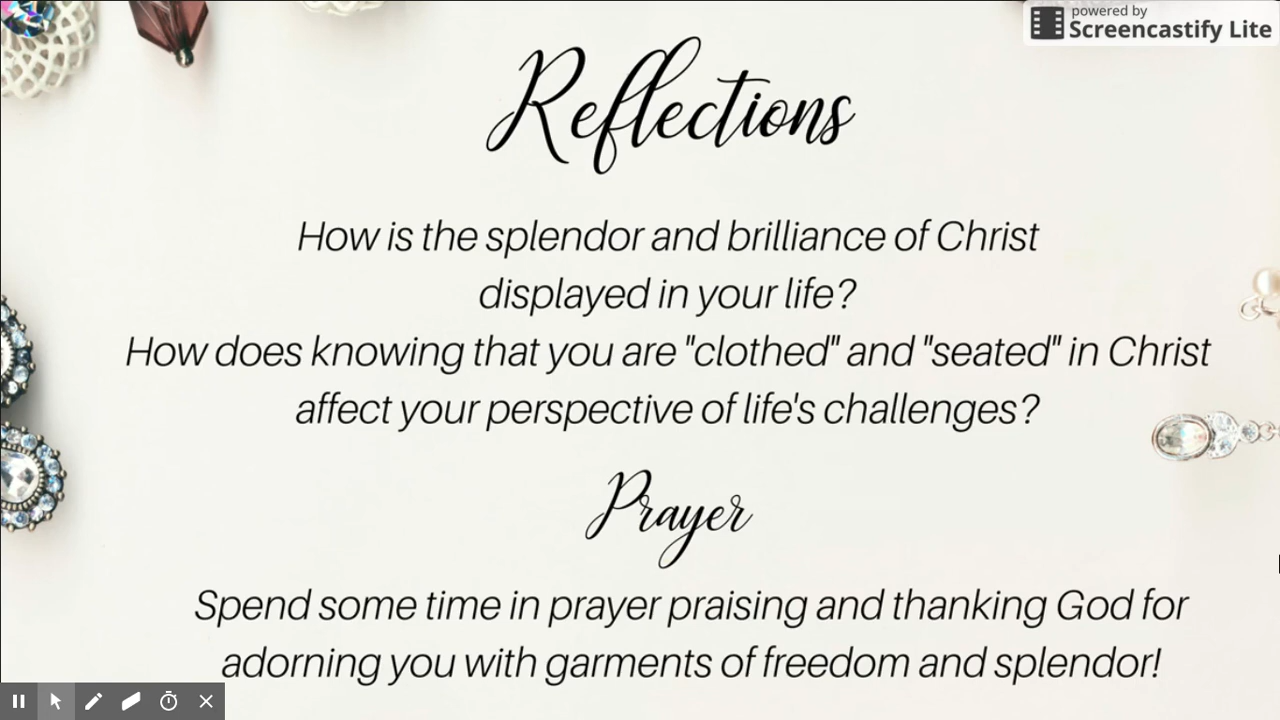 powered by
Screencastify Lite
Reflections
How is the splendor and brilliance of Christ
displayed in your life?
How does knowing that you are "clothed" and "seated" in Christ
affect your perspective of life's challenges?
Prayer
Spend some time in prayer praising and thanking God for
adorning you with garments of freedom and splendor!